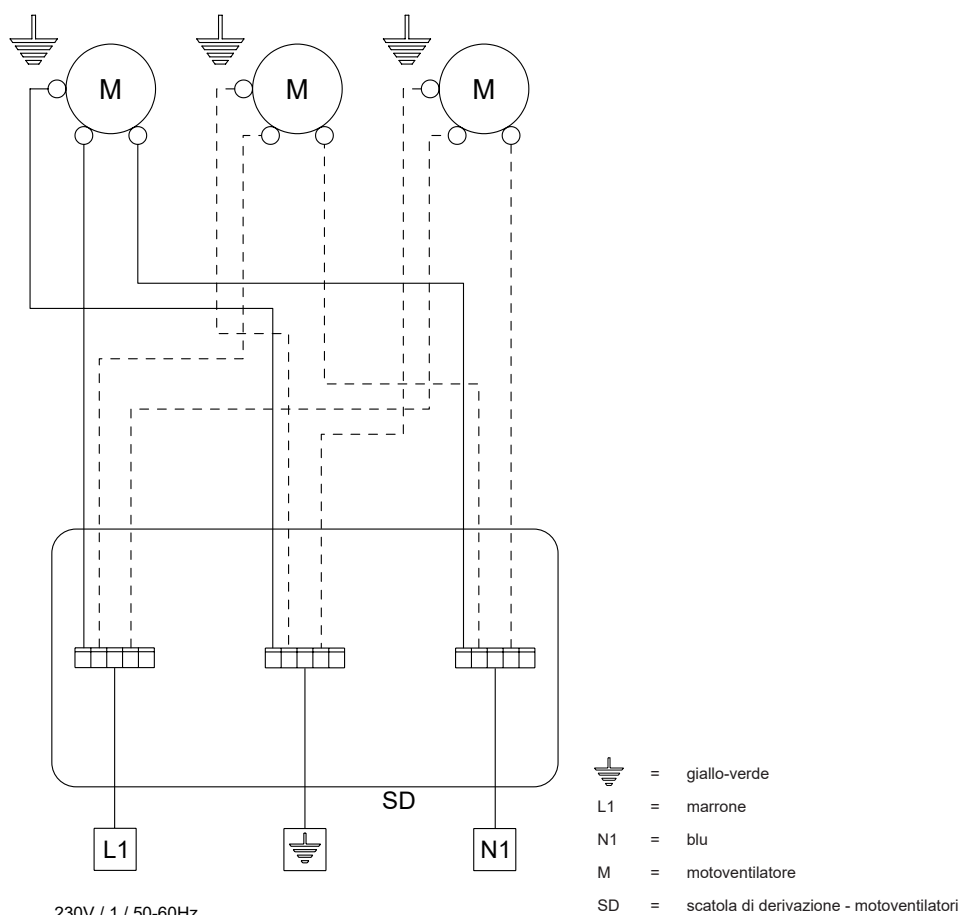 M M M
SD
L1 N1
230V / 1 / 50-60Hz
= giallo-verde
L1 = marrone
N1 = blu
M = motoventilatore
SD = scatola di derivazione - motoventilatori